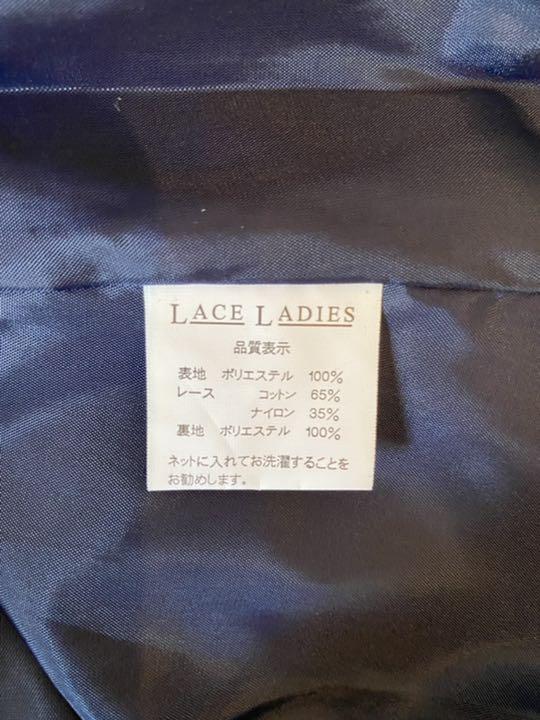 LACE LADIES
品質表示
表地 ポリエステル 100%
レース コットン 65%
ナイロン 35%
裏地 ポリエステル 100%
ネットに入れてお洗濯することを
お勧めします。